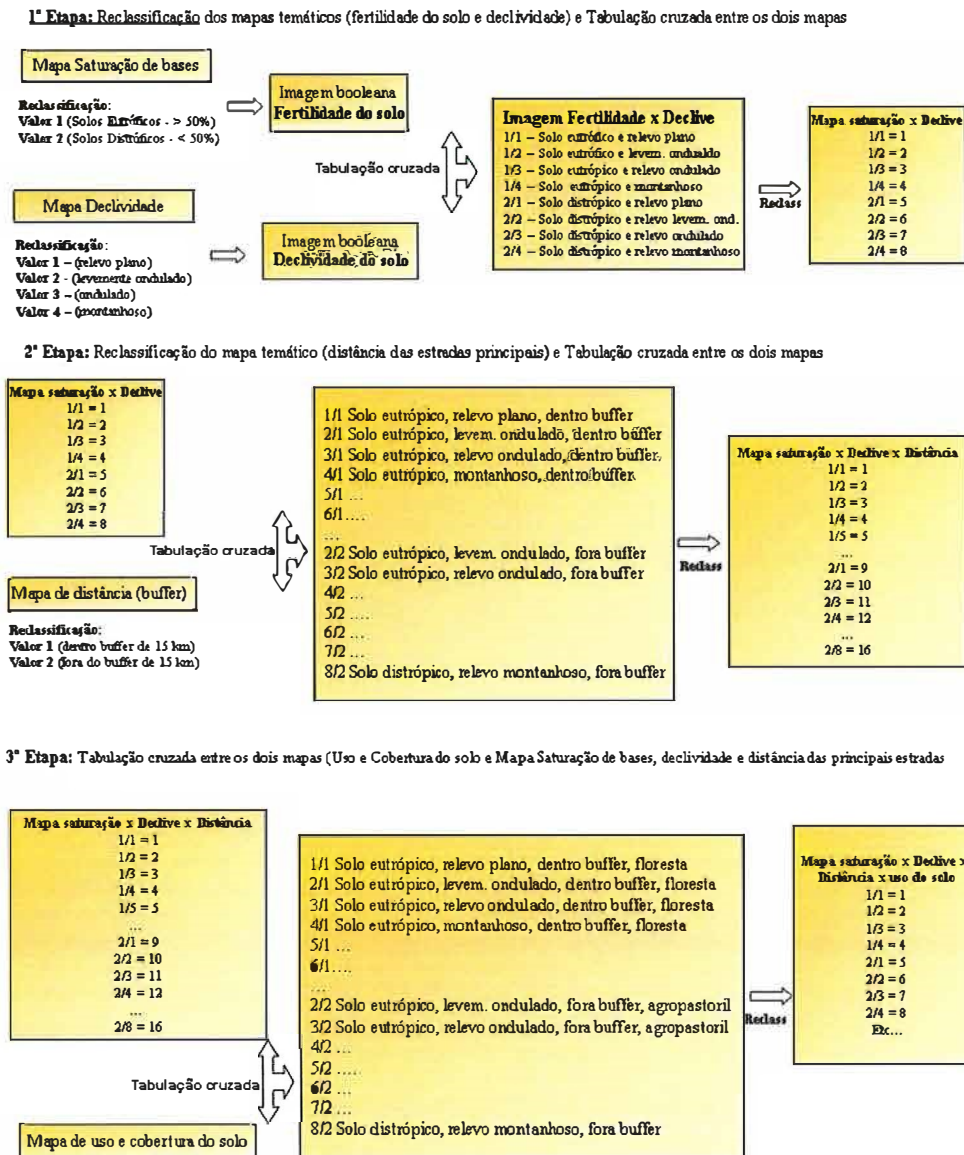 1ª Etapa: Reclassificação dos mapas temáticos (fertilidade do solo e declividade) e Tabulação cruzada entre os dois mapas
Mapa Saturação de bases
Reclassificação:
Valor 1 (Solos Eutróficos - > 50%)
Valor 2 (Solos Distróficos - < 50%)
Imagem booleana
Fertilidade do solo
Mapa Declividade
Reclassificação:
Valor 1 – (relevo plano)
Valor 2 - (levemente ondulado)
Valor 3 – (ondulado)
Valor 4 – (montanhoso)
Imagem booleana
Declividade do solo
Tabulação cruzada
Imagem Fertilidade x Declive
1/1 – Solo eutrófico e relevo plano
1/2 – Solo eutrófico e levem. ondualdo
1/3 – Solo eutrópico e relevo ondulado
1/4 – Solo eutrópico e montanhoso
2/1 – Solo distrópico e relevo plano
2/2 – Solo distrópico e relevo levem. ond.
2/3 – Solo distrópico e relevo ondulado
2/4 – Solo distrópico e relevo montanhoso
Reclass
Mapa saturação x Declive
1/1 = 1
1/2 = 2
1/3 = 3
1/4 = 4
2/1 = 5
2/2 = 6
2/3 = 7
2/4 = 8
2ª Etapa: Reclassificação do mapa temático (distância das estradas principais) e Tabulação cruzada entre os dois mapas
Mapa saturação x Declive
1/1 = 1
1/2 = 2
1/3 = 3
1/4 = 4
2/1 = 5
2/2 = 6
2/3 = 7
2/4 = 8
Tabulação cruzada
Mapa de distância (buffer)
Reclassificação:
Valor 1 (dentro buffer de 15 km)
Valor 2 (fora do buffer de 15 km)
1/1 Solo eutrópico, relevo plano, dentro buffer
2/1 Solo eutrópico, levem. ondulado, dentro buffer
3/1 Solo eutrópico, relevo ondulado, dentro buffer,
4/1 Solo eutrópico, montanhoso, dentro buffer
5/1 ...
6/1....
...
2/2 Solo eutrópico, levem. ondulado, fora buffer
3/2 Solo eutrópico, relevo ondulado, fora buffer
4/2 ...
5/2 ....
6/2 ...
7/2 ...
8/2 Solo distrópico, relevo montanhoso, fora buffer
Reclass
Mapa saturação x Declive x Distância
1/1 = 1
1/2 = 2
1/3 = 3
1/4 = 4
1/5 = 5
...
2/1 = 9
2/2 = 10
2/3 = 11
2/4 = 12
...
2/8 = 16
3ª Etapa: Tabulação cruzada entre os dois mapas (Uso e Cobertura do solo e Mapa Saturação de bases, declividade e distância das principais estradas
Mapa saturação x Declive x Distância
1/1 = 1
1/2 = 2
1/3 = 3
1/4 = 4
1/5 = 5
...
2/1 = 9
2/2 = 10
2/3 = 11
2/4 = 12
...
2/8 = 16
Tabulação cruzada
Mapa de uso e cobertura do solo
1/1 Solo eutrópico, relevo plano, dentro buffer, floresta
2/1 Solo eutrópico, levem. ondulado, dentro buffer, floresta
3/1 Solo eutrópico, relevo ondulado, dentro buffer, floresta
4/1 Solo eutrópico, montanhoso, dentro buffer, floresta
5/1 ...
6/1....
...
2/2 Solo eutrópico, levem. ondulado, fora buffer, agropastoril
3/2 Solo eutrópico, relevo ondulado, fora buffer, agropastoril
4/2 ...
5/2 .....
6/2 ...
7/2 ...
8/2 Solo distrópico, relevo montanhoso, fora buffer
Reclass
Mapa saturação x Declive x
Distância x uso do solo
1/1 = 1
1/2 = 2
1/3 = 3
1/4 = 4
2/1 = 5
2/2 = 6
2/3 = 7
2/4 = 8
Etc...